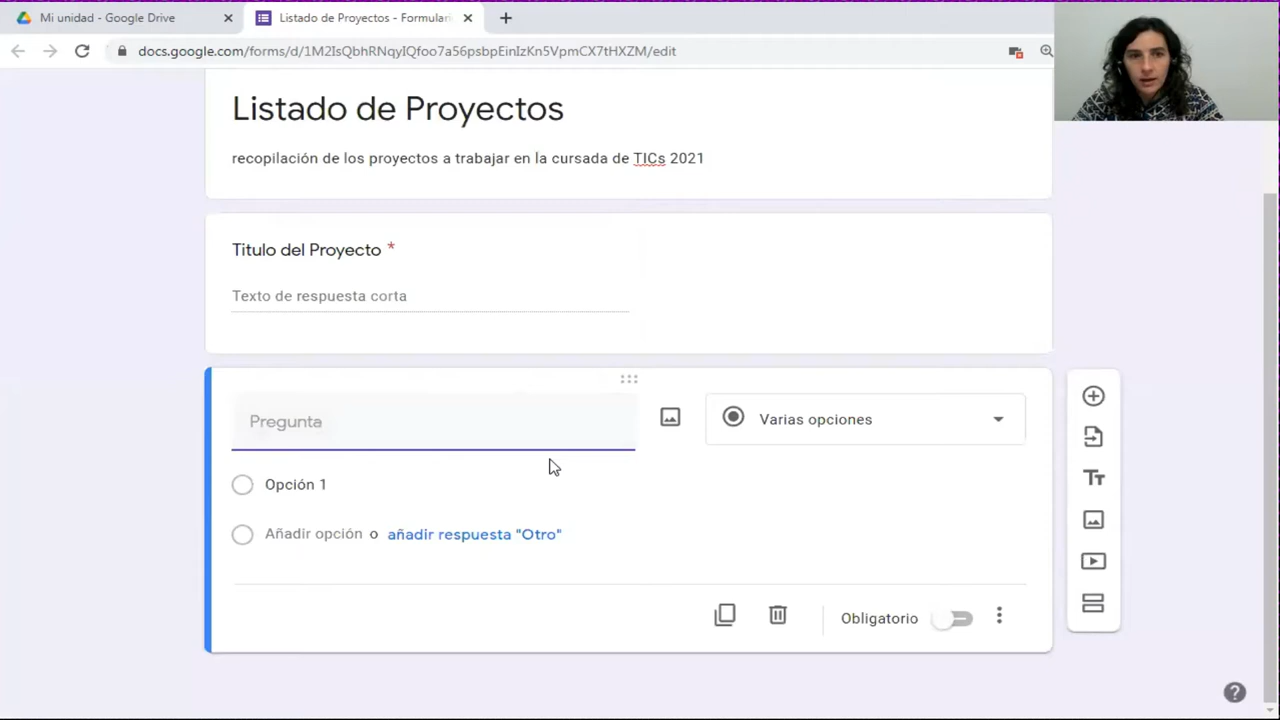 Mi unidad - Google Drive
Listado de Proyectos - Formulari
docs.google.com/forms/d/1M2IsQbhRNqyIQfoo7a56psbpEinIzKn5VpmCX7tHXZM/edit
Listado de Proyectos
recopilación de los proyectos a trabajar en la cursada de TICs 2021
Titulo del Proyecto *
Texto de respuesta corta
Pregunta
Varias opciones
Opción 1
Añadir opción o añadir respuesta "Otro"
Obligatorio